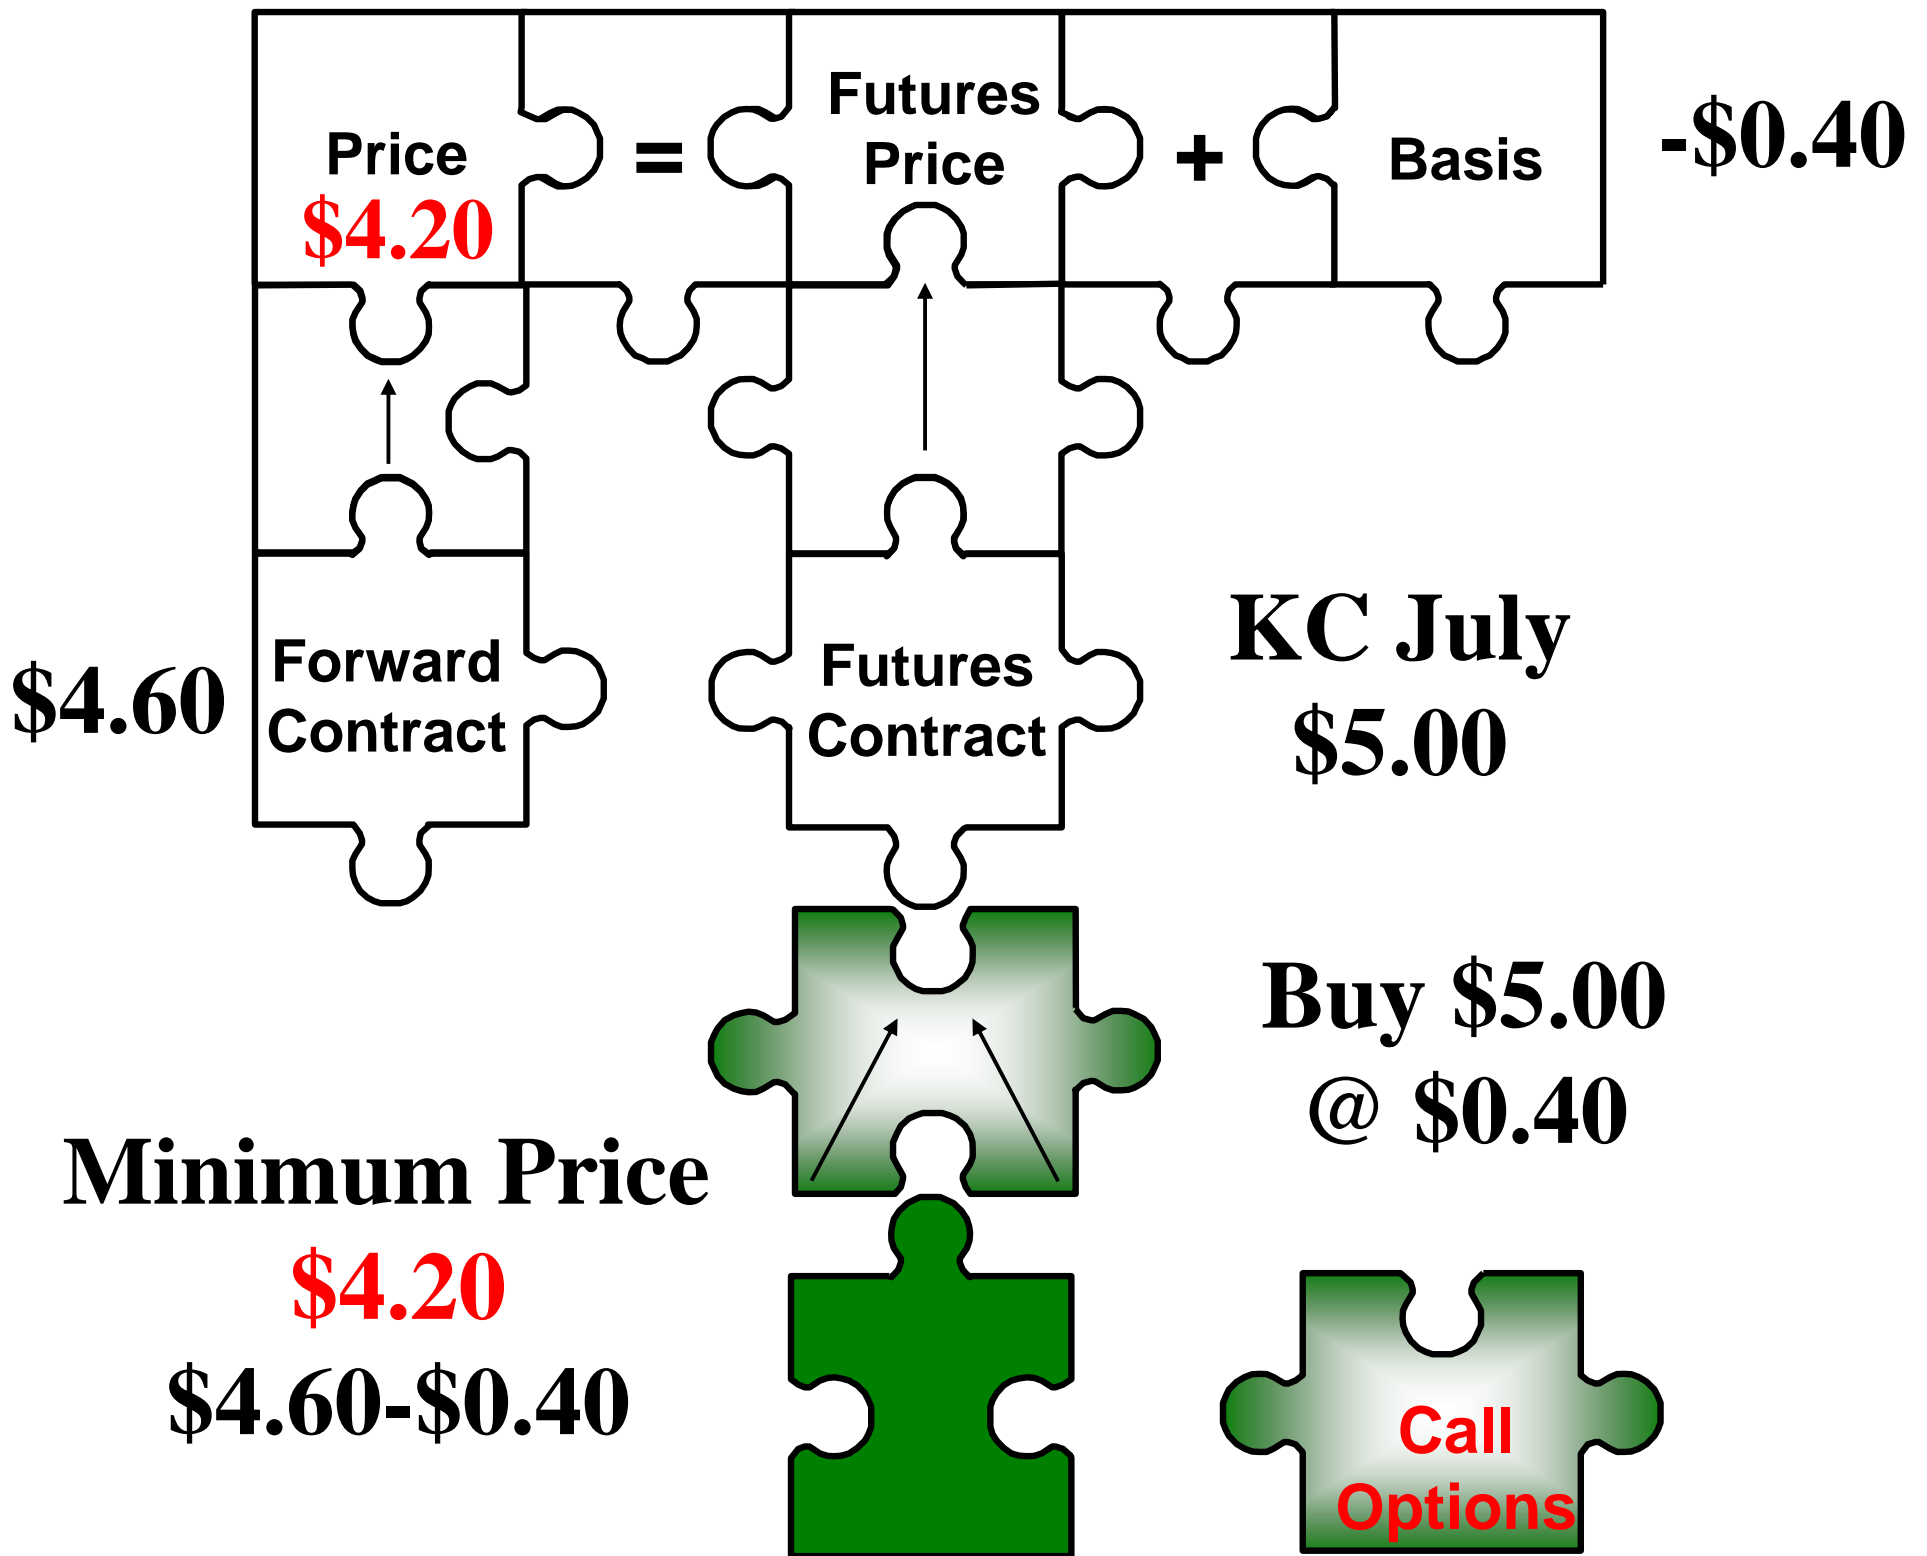 Price
$4.20
=
Futures
Price
+
Basis
-$0.40
$4.60
Forward
Contract
Futures
Contract
KC July
$5.00
Buy $5.00
@ $0.40
Minimum Price
$4.20
$4.60-$0.40
Call
Options